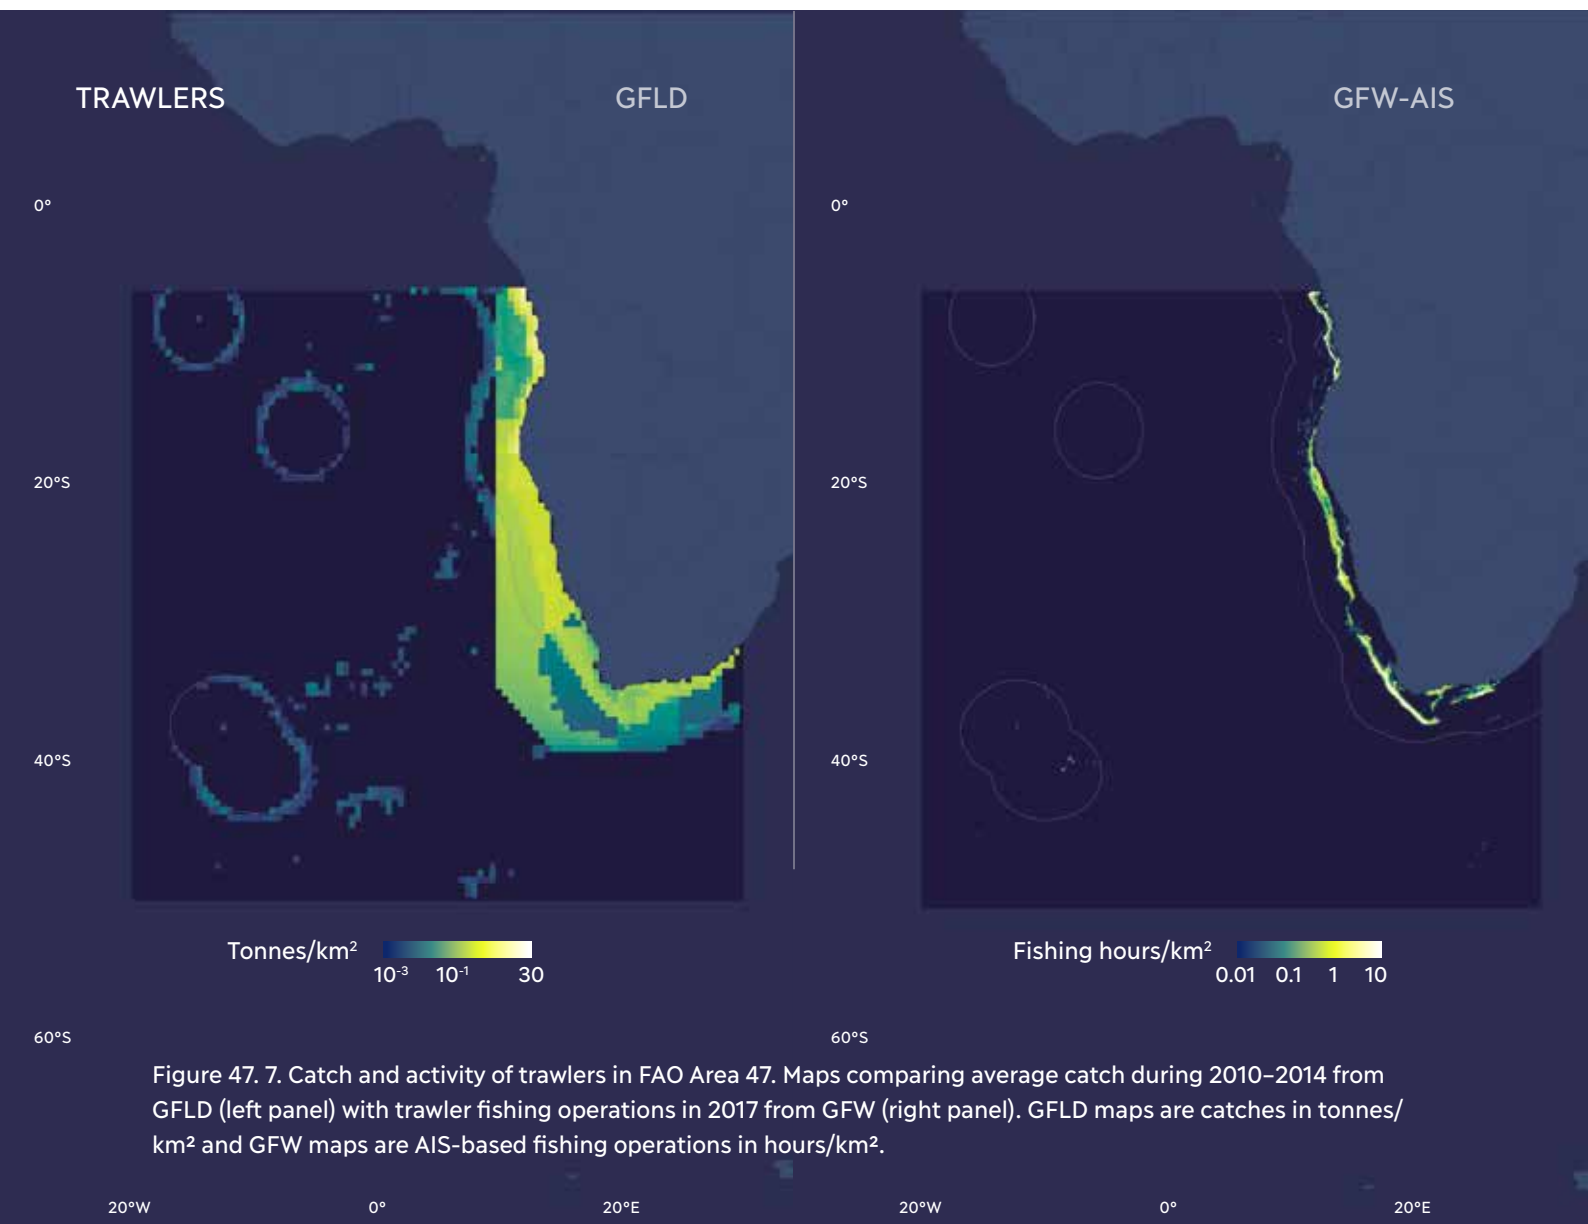 TRAWLERS GFLD GFW-AIS
0° 0°
20°S 20°S
40°S 40°S
Tonnes/km² Fishing hours/km²
10⁻³ 10⁻¹ 30 0.01 0.1 1 10
60°S 60°S
Figure 47. 7. Catch and activity of trawlers in FAO Area 47. Maps comparing average catch during 2010–2014 from
GFLD (left panel) with trawler fishing operations in 2017 from GFW (right panel). GFLD maps are catches in tonnes/
km² and GFW maps are AIS-based fishing operations in hours/km².
20°W 0° 20°E 20°W 0° 20°E